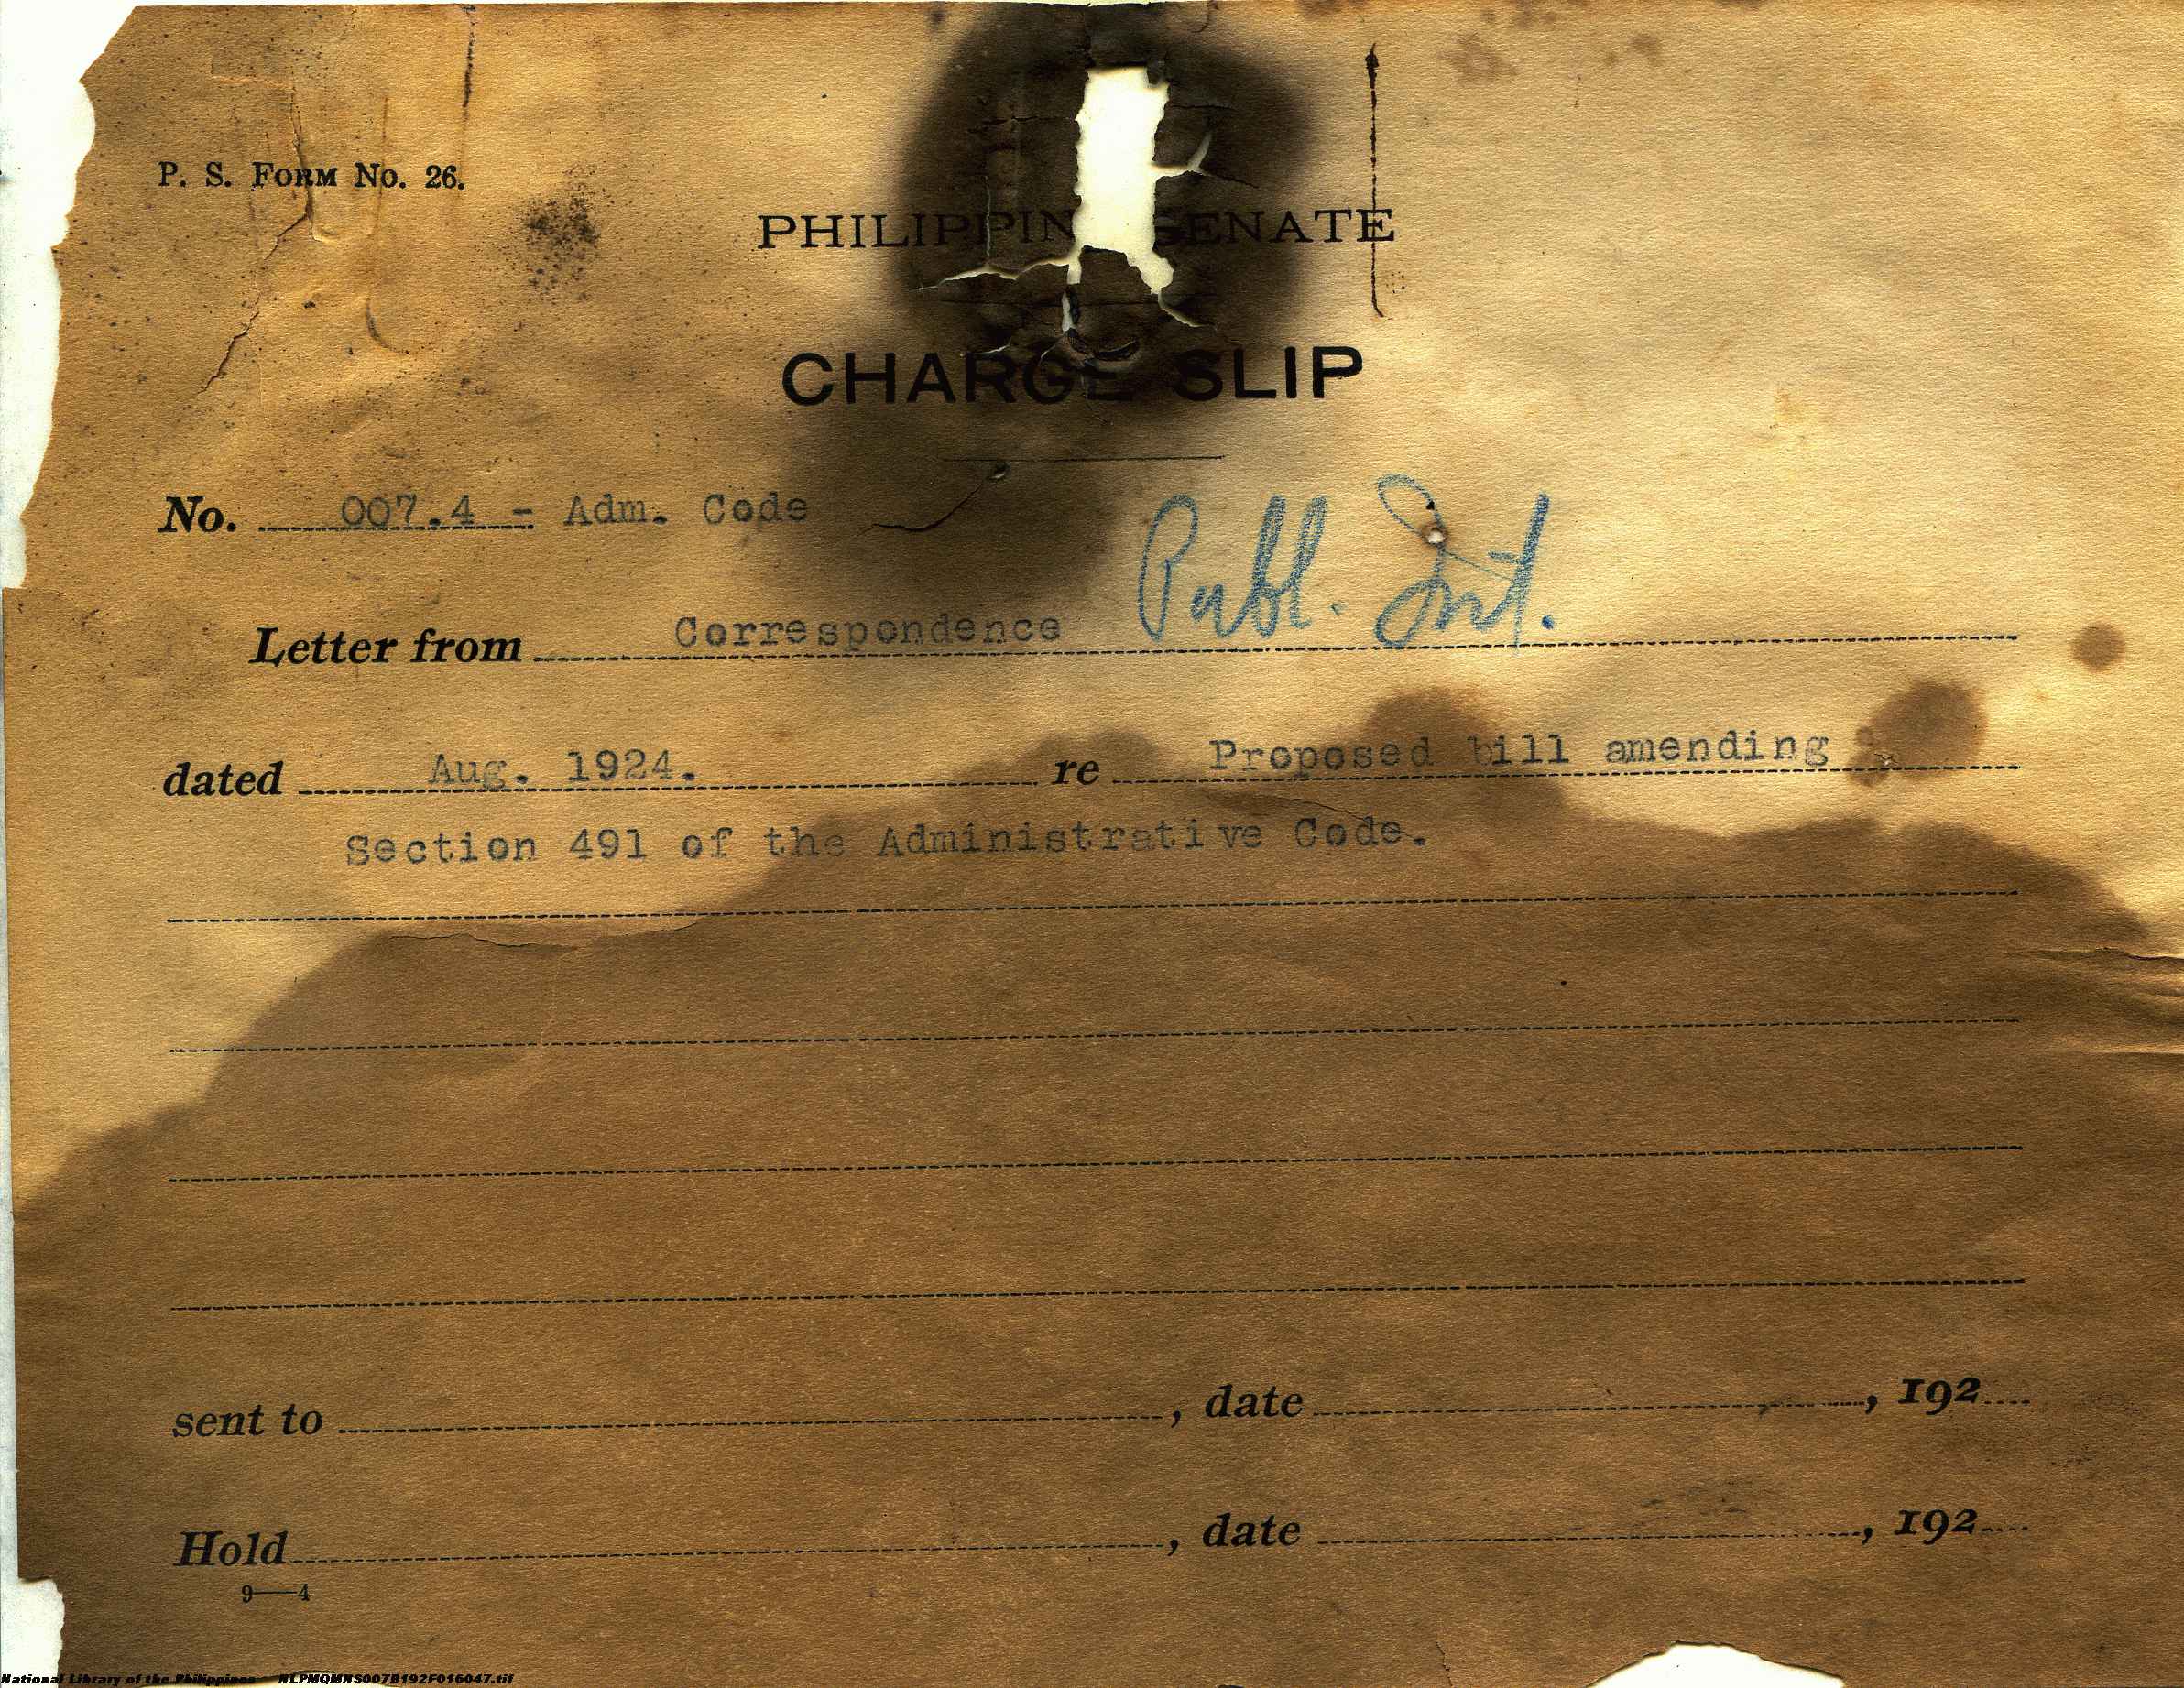 P. S. FORM No. 26.
PHILIPPIN SENATE
CHARGE SLIP
No. 007.4 - Adm. Code
Letter from Correspondence Publ. Inst.
dated Aug. 1924. re Proposed bill amending
Section 491 of the Administrative Code.
sent to , date , 192
Hold , date , 192
9—4
National Library of the Philippines NLPMQMNS007B192F016047.tif